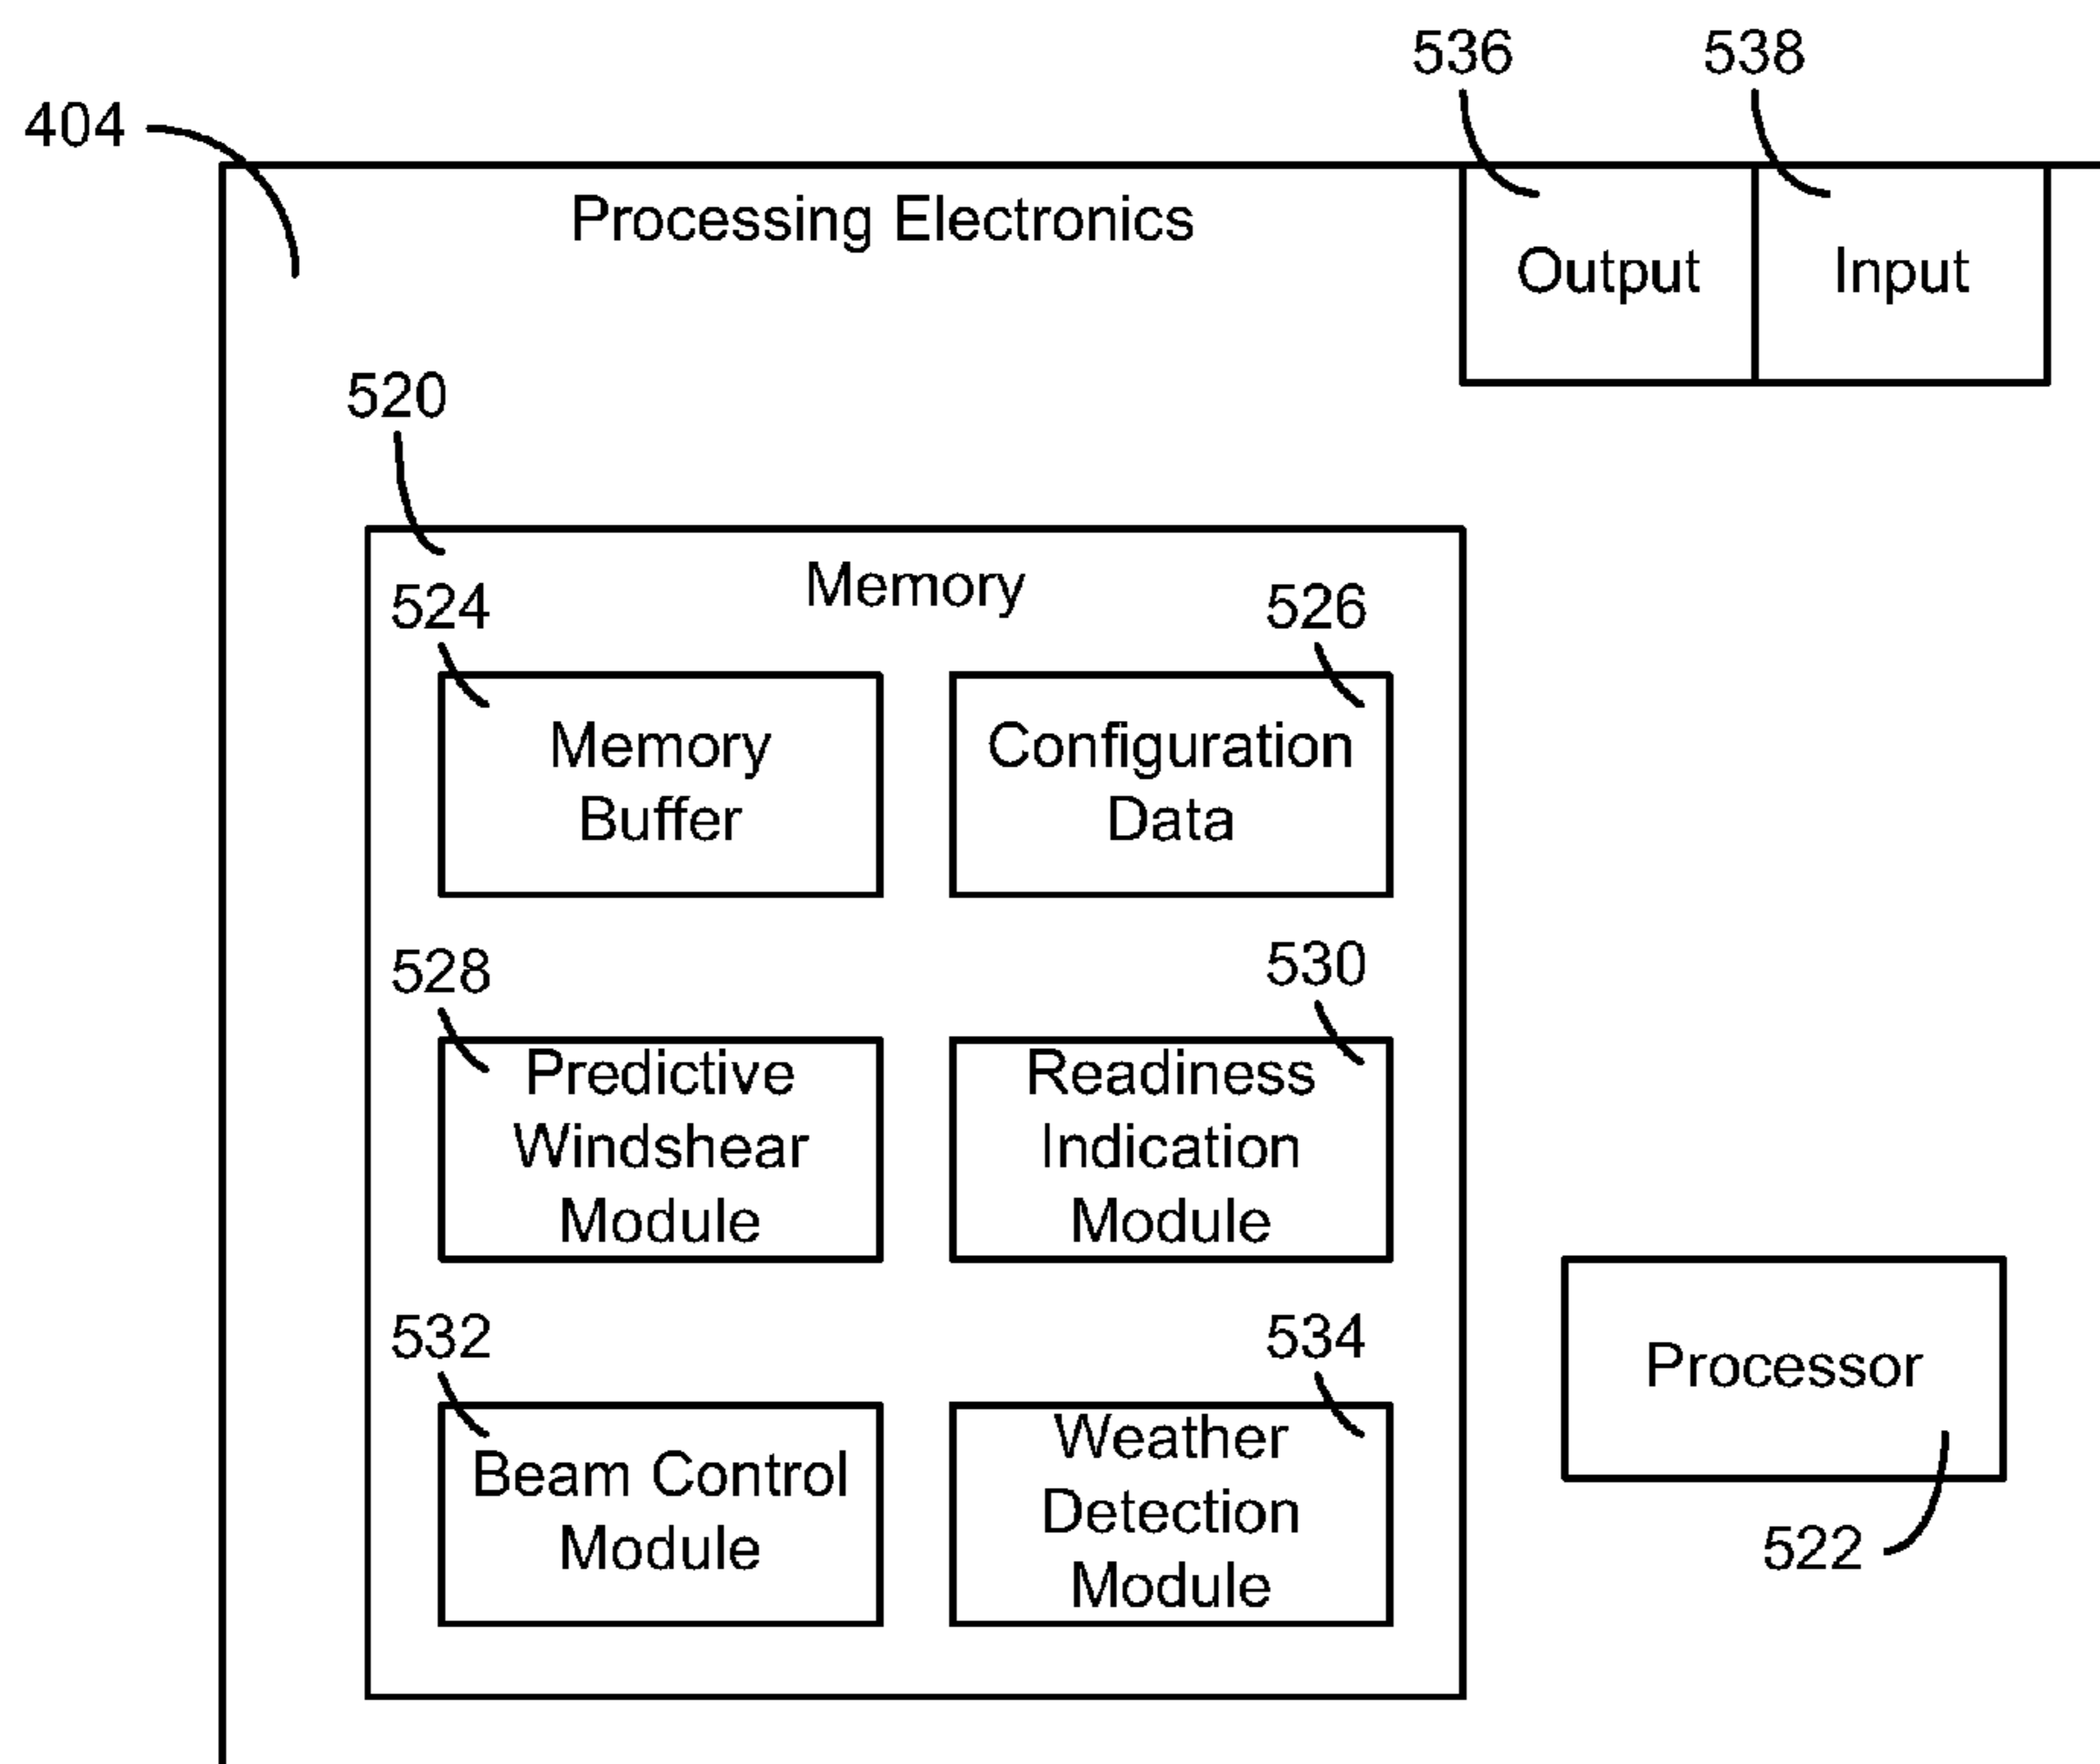 536
538
404
Processing Electronics
Output
Input
520
Memory
524
526
Memory
Buffer
Configuration
Data
528
530
Predictive
Windshear
Module
Readiness
Indication
Module
532
534
Beam Control
Module
Weather
Detection
Module
Processor
522